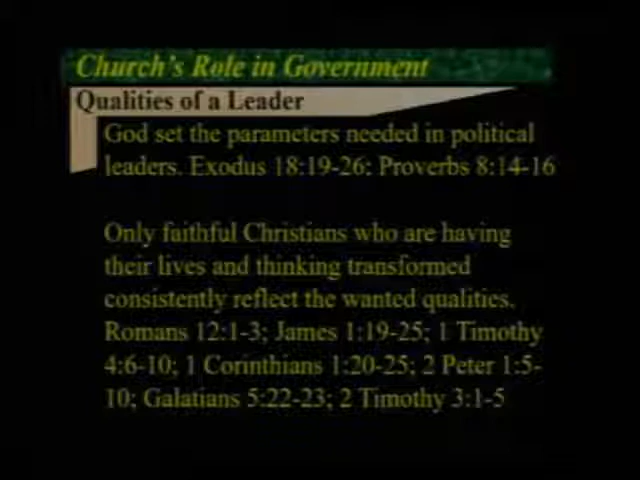 Church's Role in Government
Qualities of a Leader
God set the parameters needed in political
leaders. Exodus 18:19-26; Proverbs 8:14-16
Only faithful Christians who are having
their lives and thinking transformed
consistently reflect the wanted qualities.
Romans 12:1-3; James 1:19-25; 1 Timothy
4:6-10; 1 Corinthians 1:20-25; 2 Peter 1:5-
10; Galatians 5:22-23; 2 Timothy 3:1-5